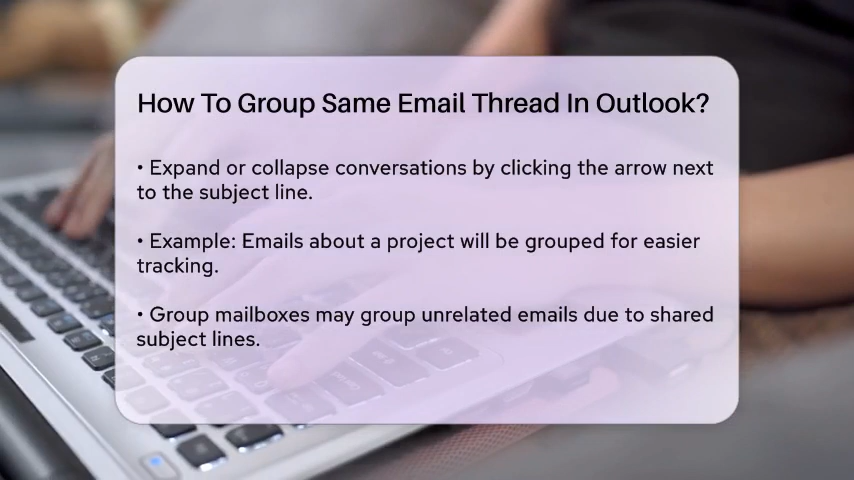 How To Group Same Email Thread In Outlook?
• Expand or collapse conversations by clicking the arrow next
to the subject line.
• Example: Emails about a project will be grouped for easier
tracking.
• Group mailboxes may group unrelated emails due to shared
subject lines.